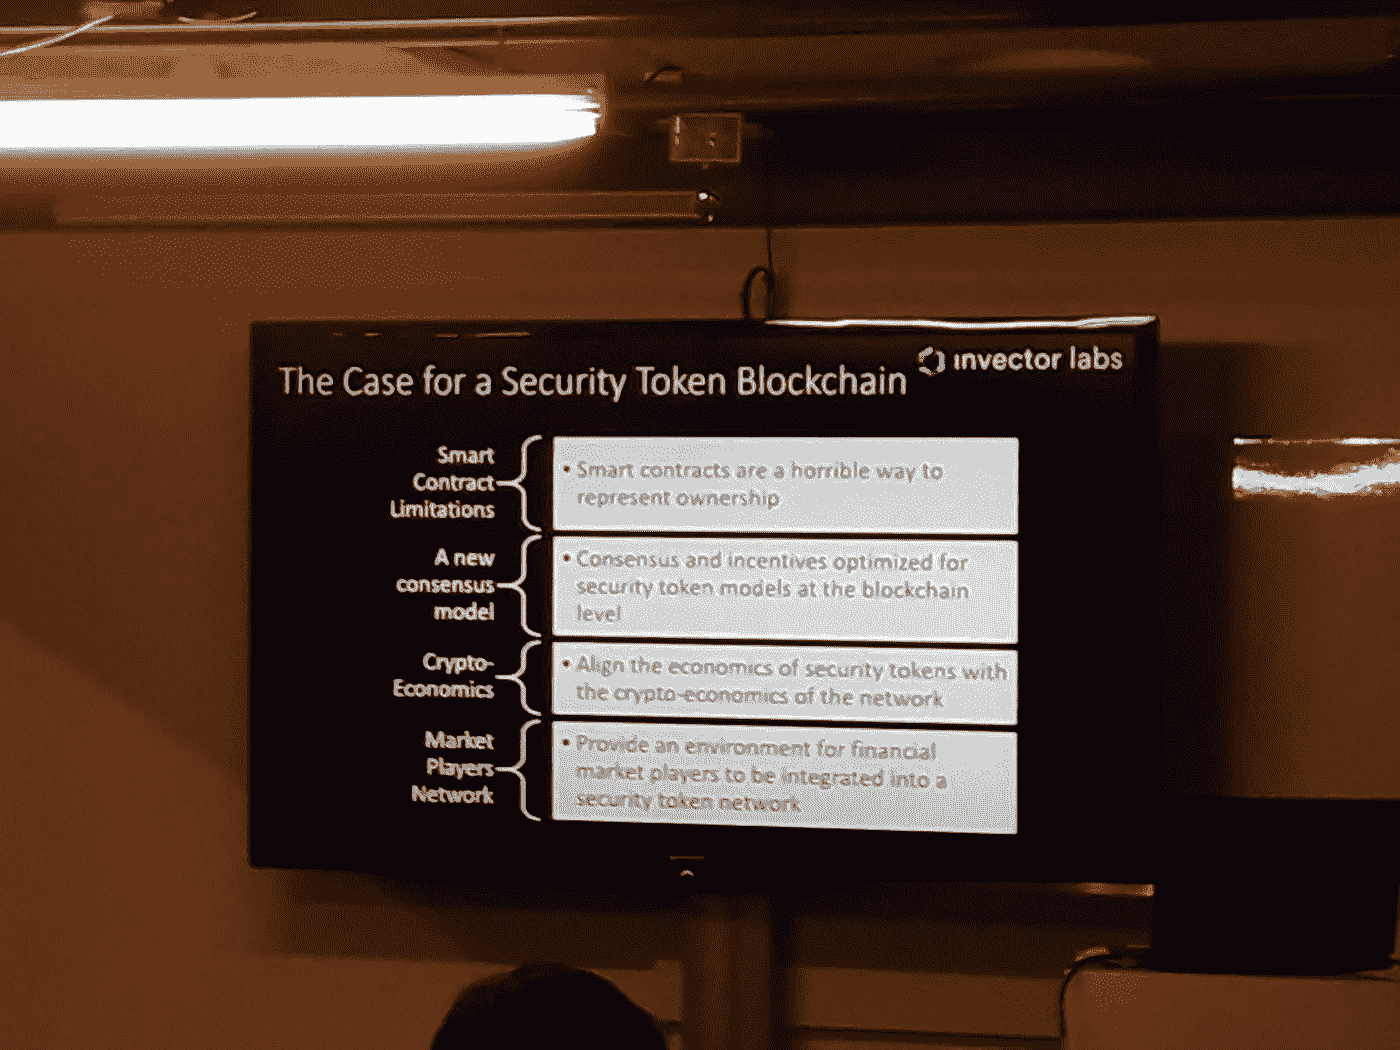 The Case for a Security Token Blockchain
invector labs
Smart
Contract
Limitations
• Smart contracts are a horrible way to
represent ownership
A new
consensus
model
• Consensus and incentives optimized for
security token models at the blockchain
level
Crypto-
Economics
• Align the economics of security tokens with
the crypto-economics of the network
Market
Players
Network
• Provide an environment for financial
market players to be integrated into a
security token network